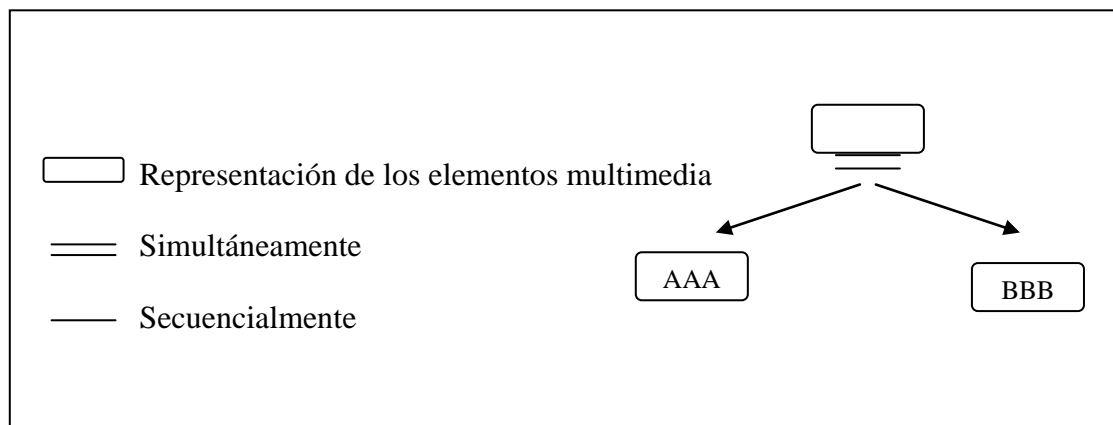 Representación de los elementos multimedia
Simultáneamente
Secuencialmente
AAA
BBB